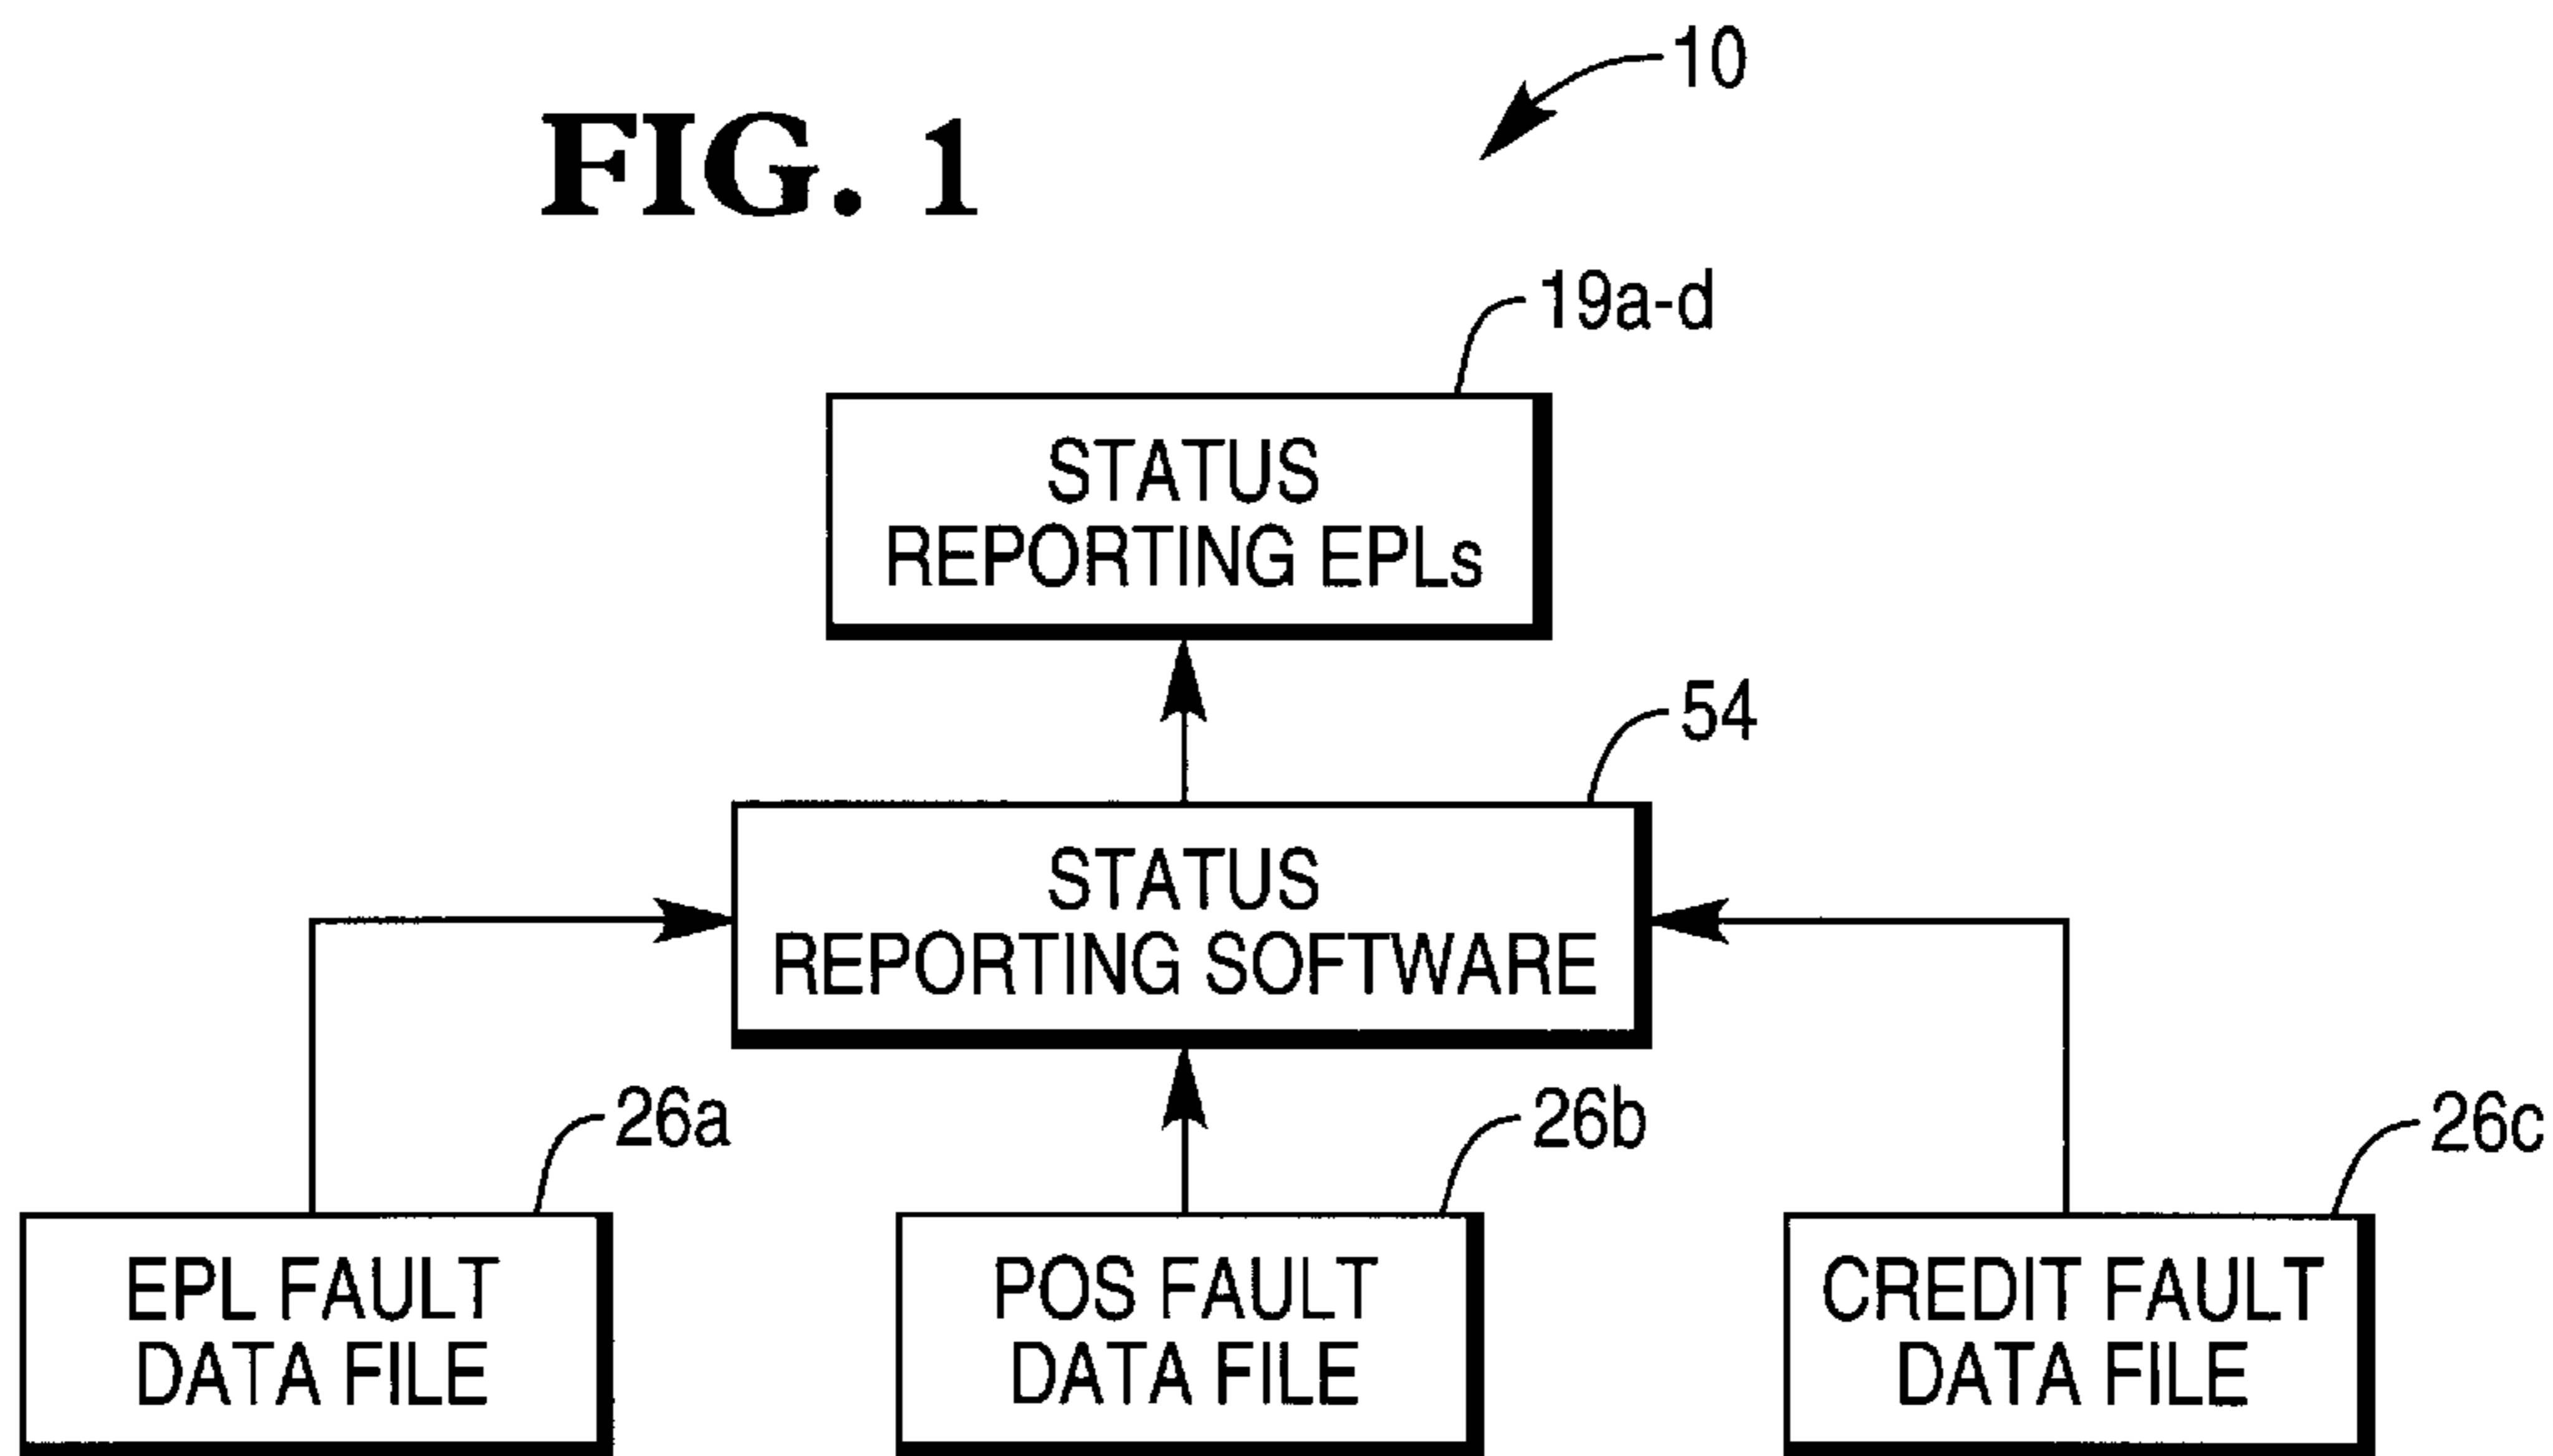 FIG. 1
10
19a-d
STATUS
REPORTING EPLs
54
STATUS
REPORTING SOFTWARE
26a
26b
26c
EPL FAULT
DATA FILE
POS FAULT
DATA FILE
CREDIT FAULT
DATA FILE